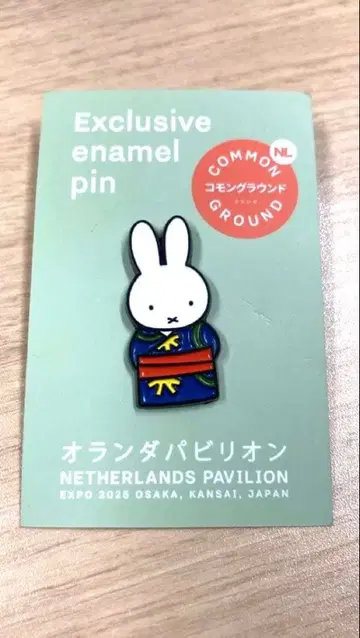 Exclusive
enamel
pin
NL
COMMON
コモングラウンド
GROUND
オランダパビリオン
NETHERLANDS PAVILION
EXPO 2025 OSAKA, KANSAI, JAPAN